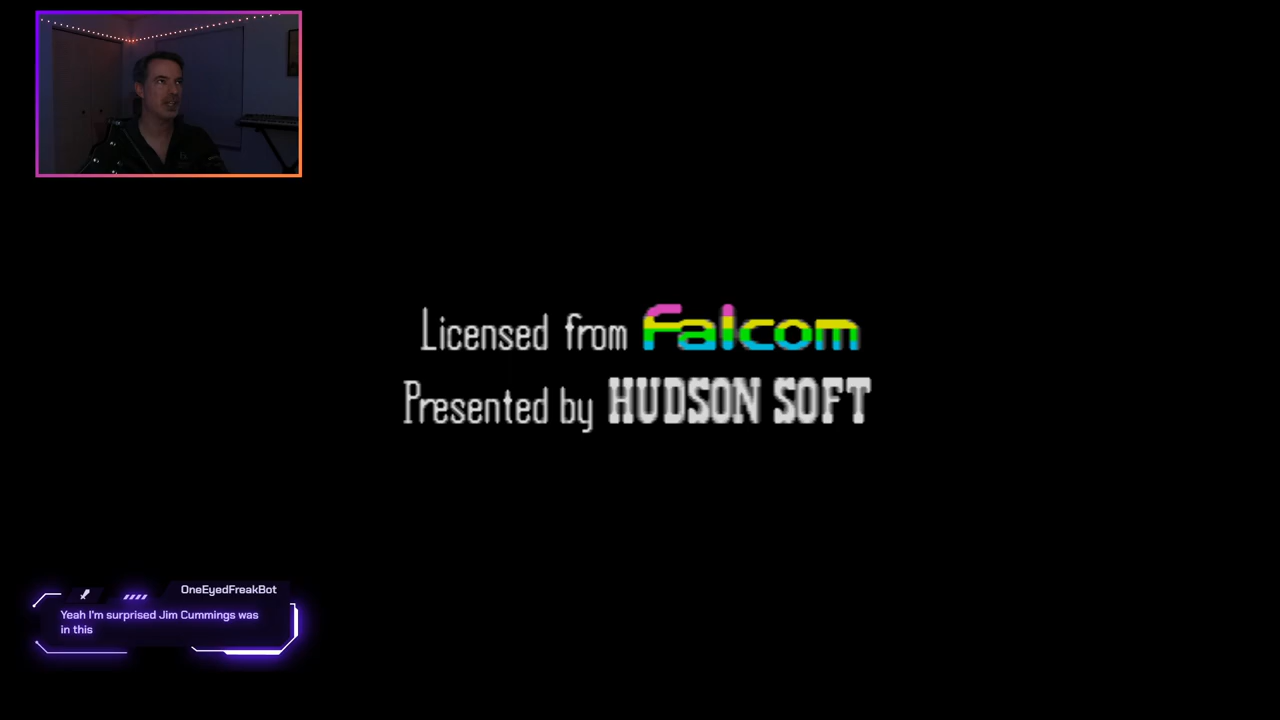 Licensed from Falcom
Presented by HUDSON SOFT
OneEyedFreakBot
Yeah I'm surprised Jim Cummings was
in this